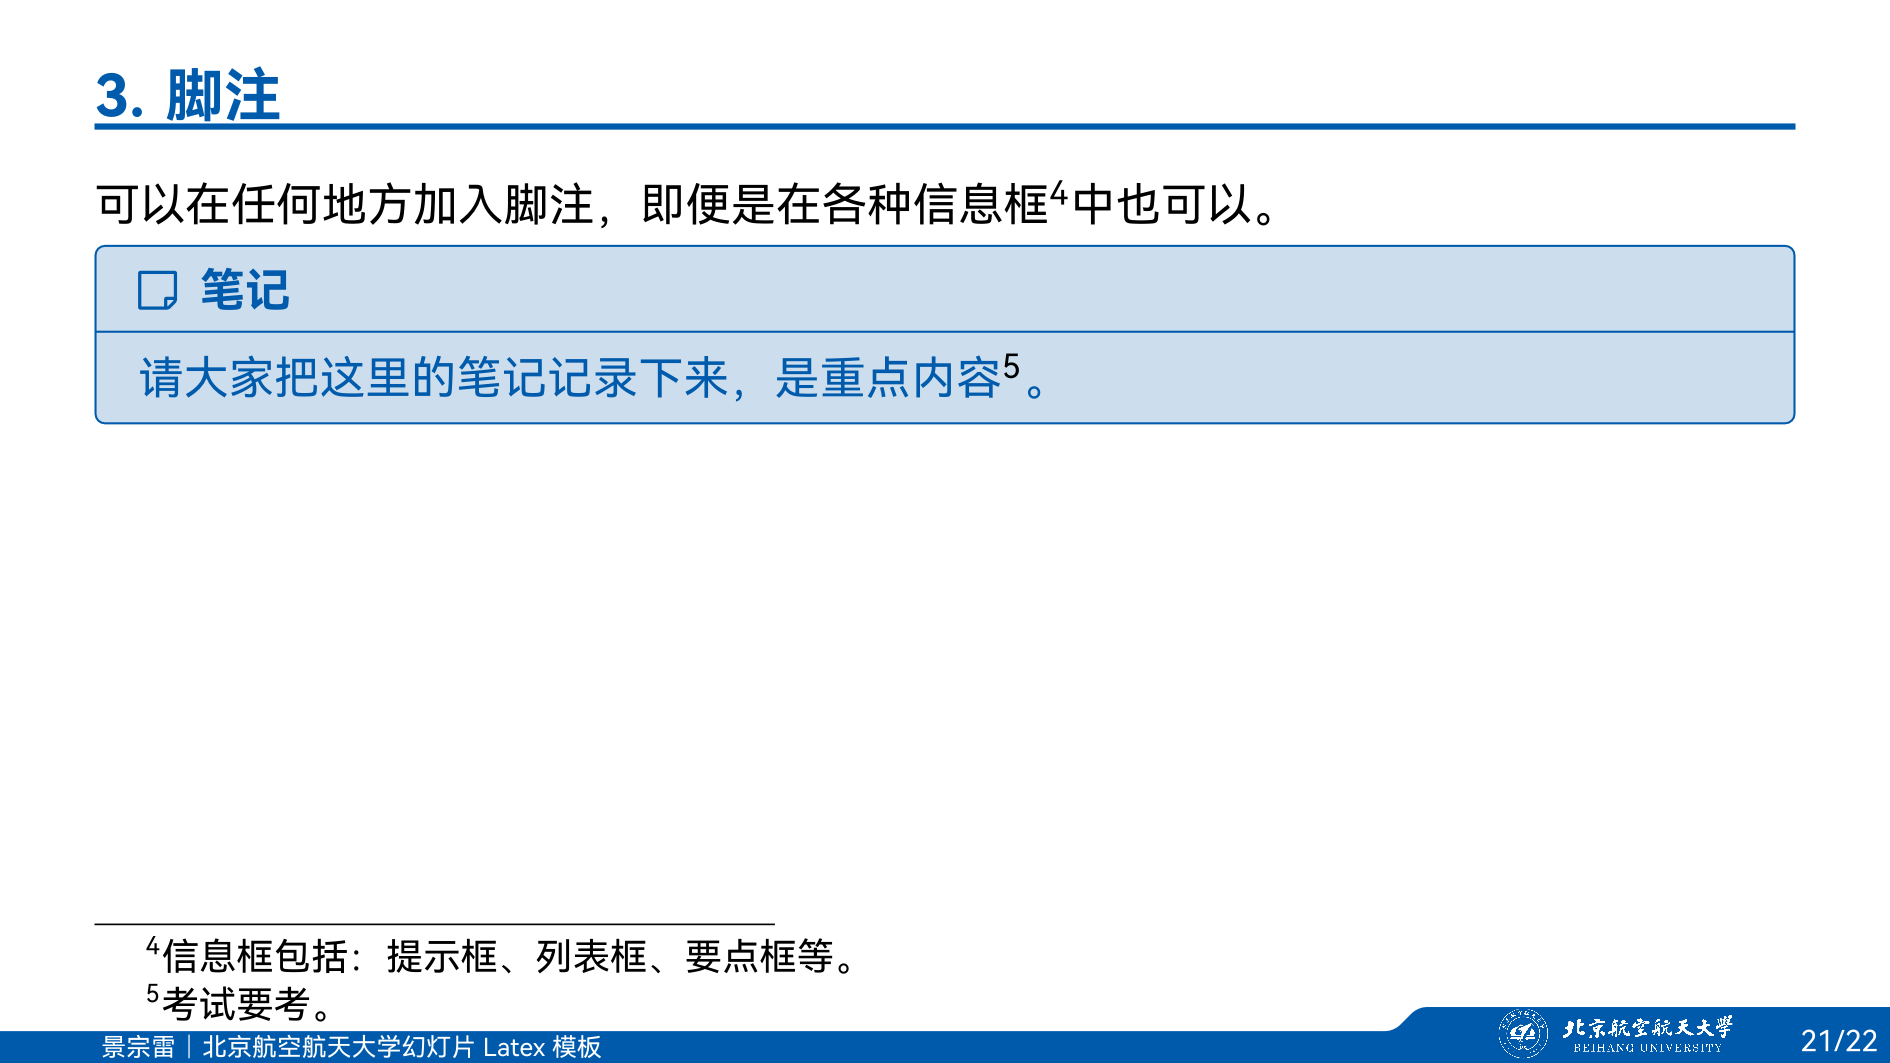 3. 脚注
可以在任何地方加入脚注，即便是在各种信息框⁴中也可以。
笔记
请大家把这里的笔记记录下来，是重点内容⁵。
⁴信息框包括：提示框、列表框、要点框等。
⁵考试要考。
景宗雷｜北京航空航天大学幻灯片 Latex 模板
北京航空航天大學
BEIHANG UNIVERSITY
21/22